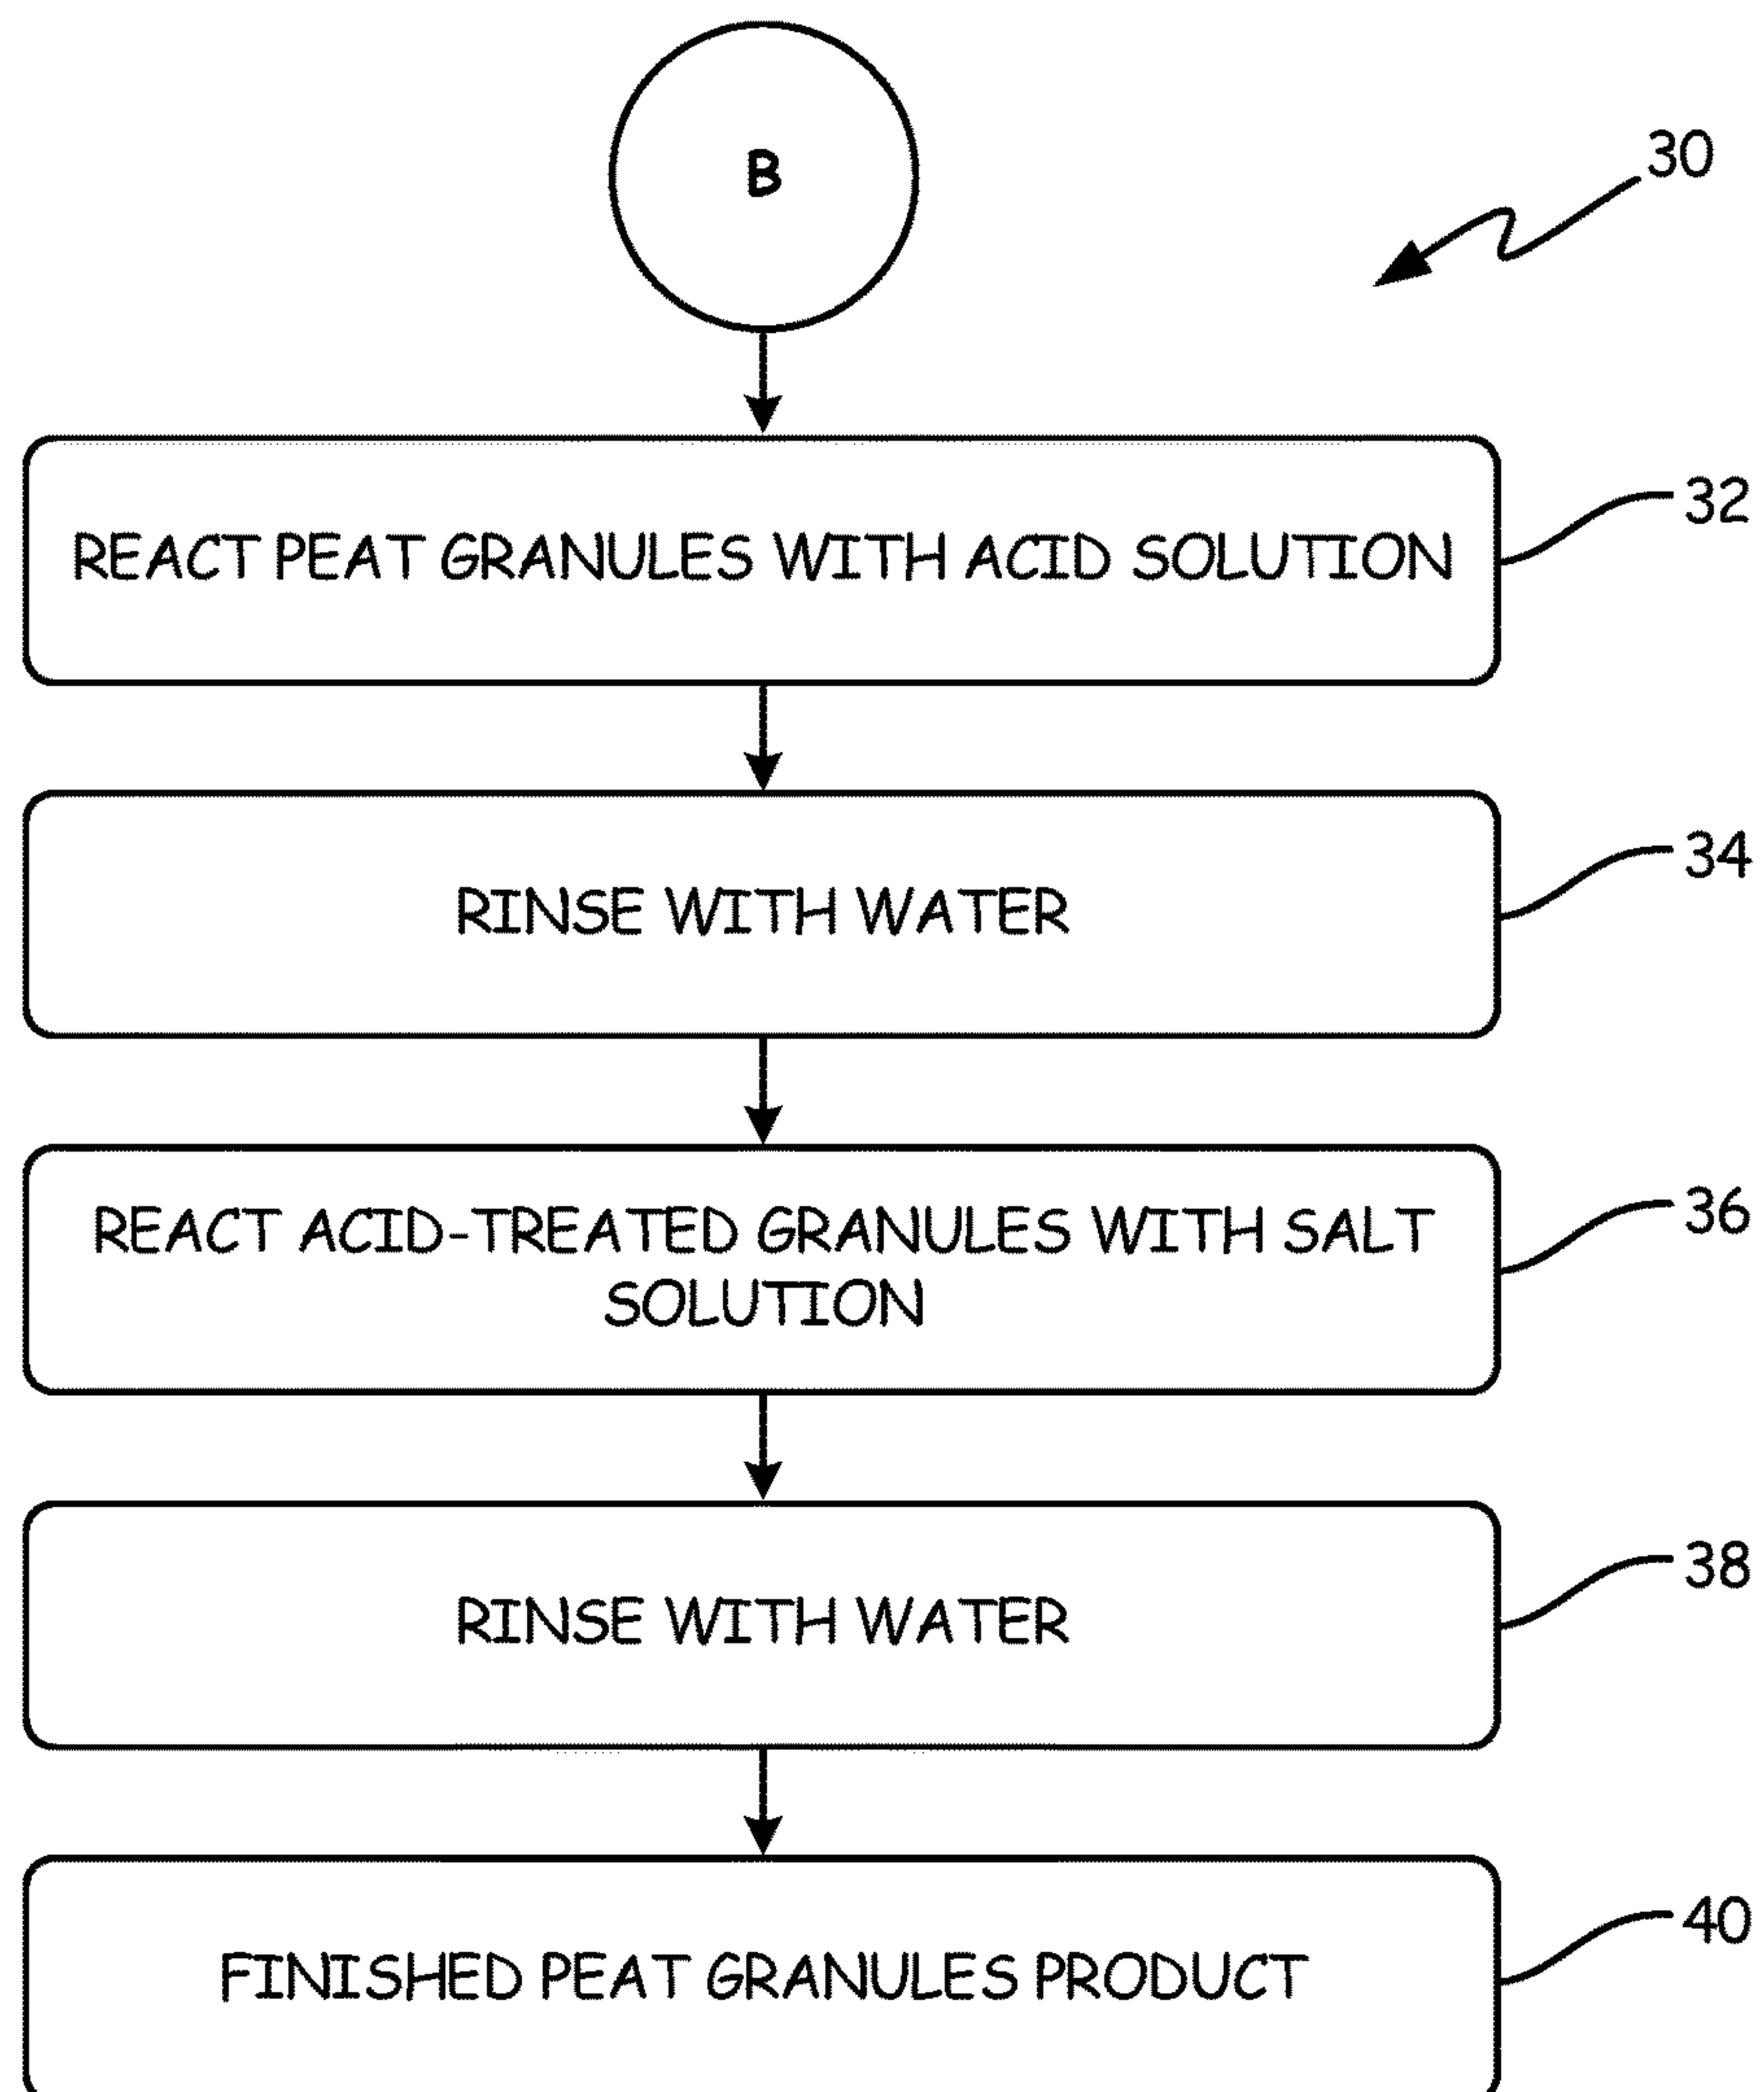 B
30
REACT PEAT GRANULES WITH ACID SOLUTION
32
RINSE WITH WATER
34
REACT ACID-TREATED GRANULES WITH SALT
SOLUTION
36
RINSE WITH WATER
38
FINISHED PEAT GRANULES PRODUCT
40